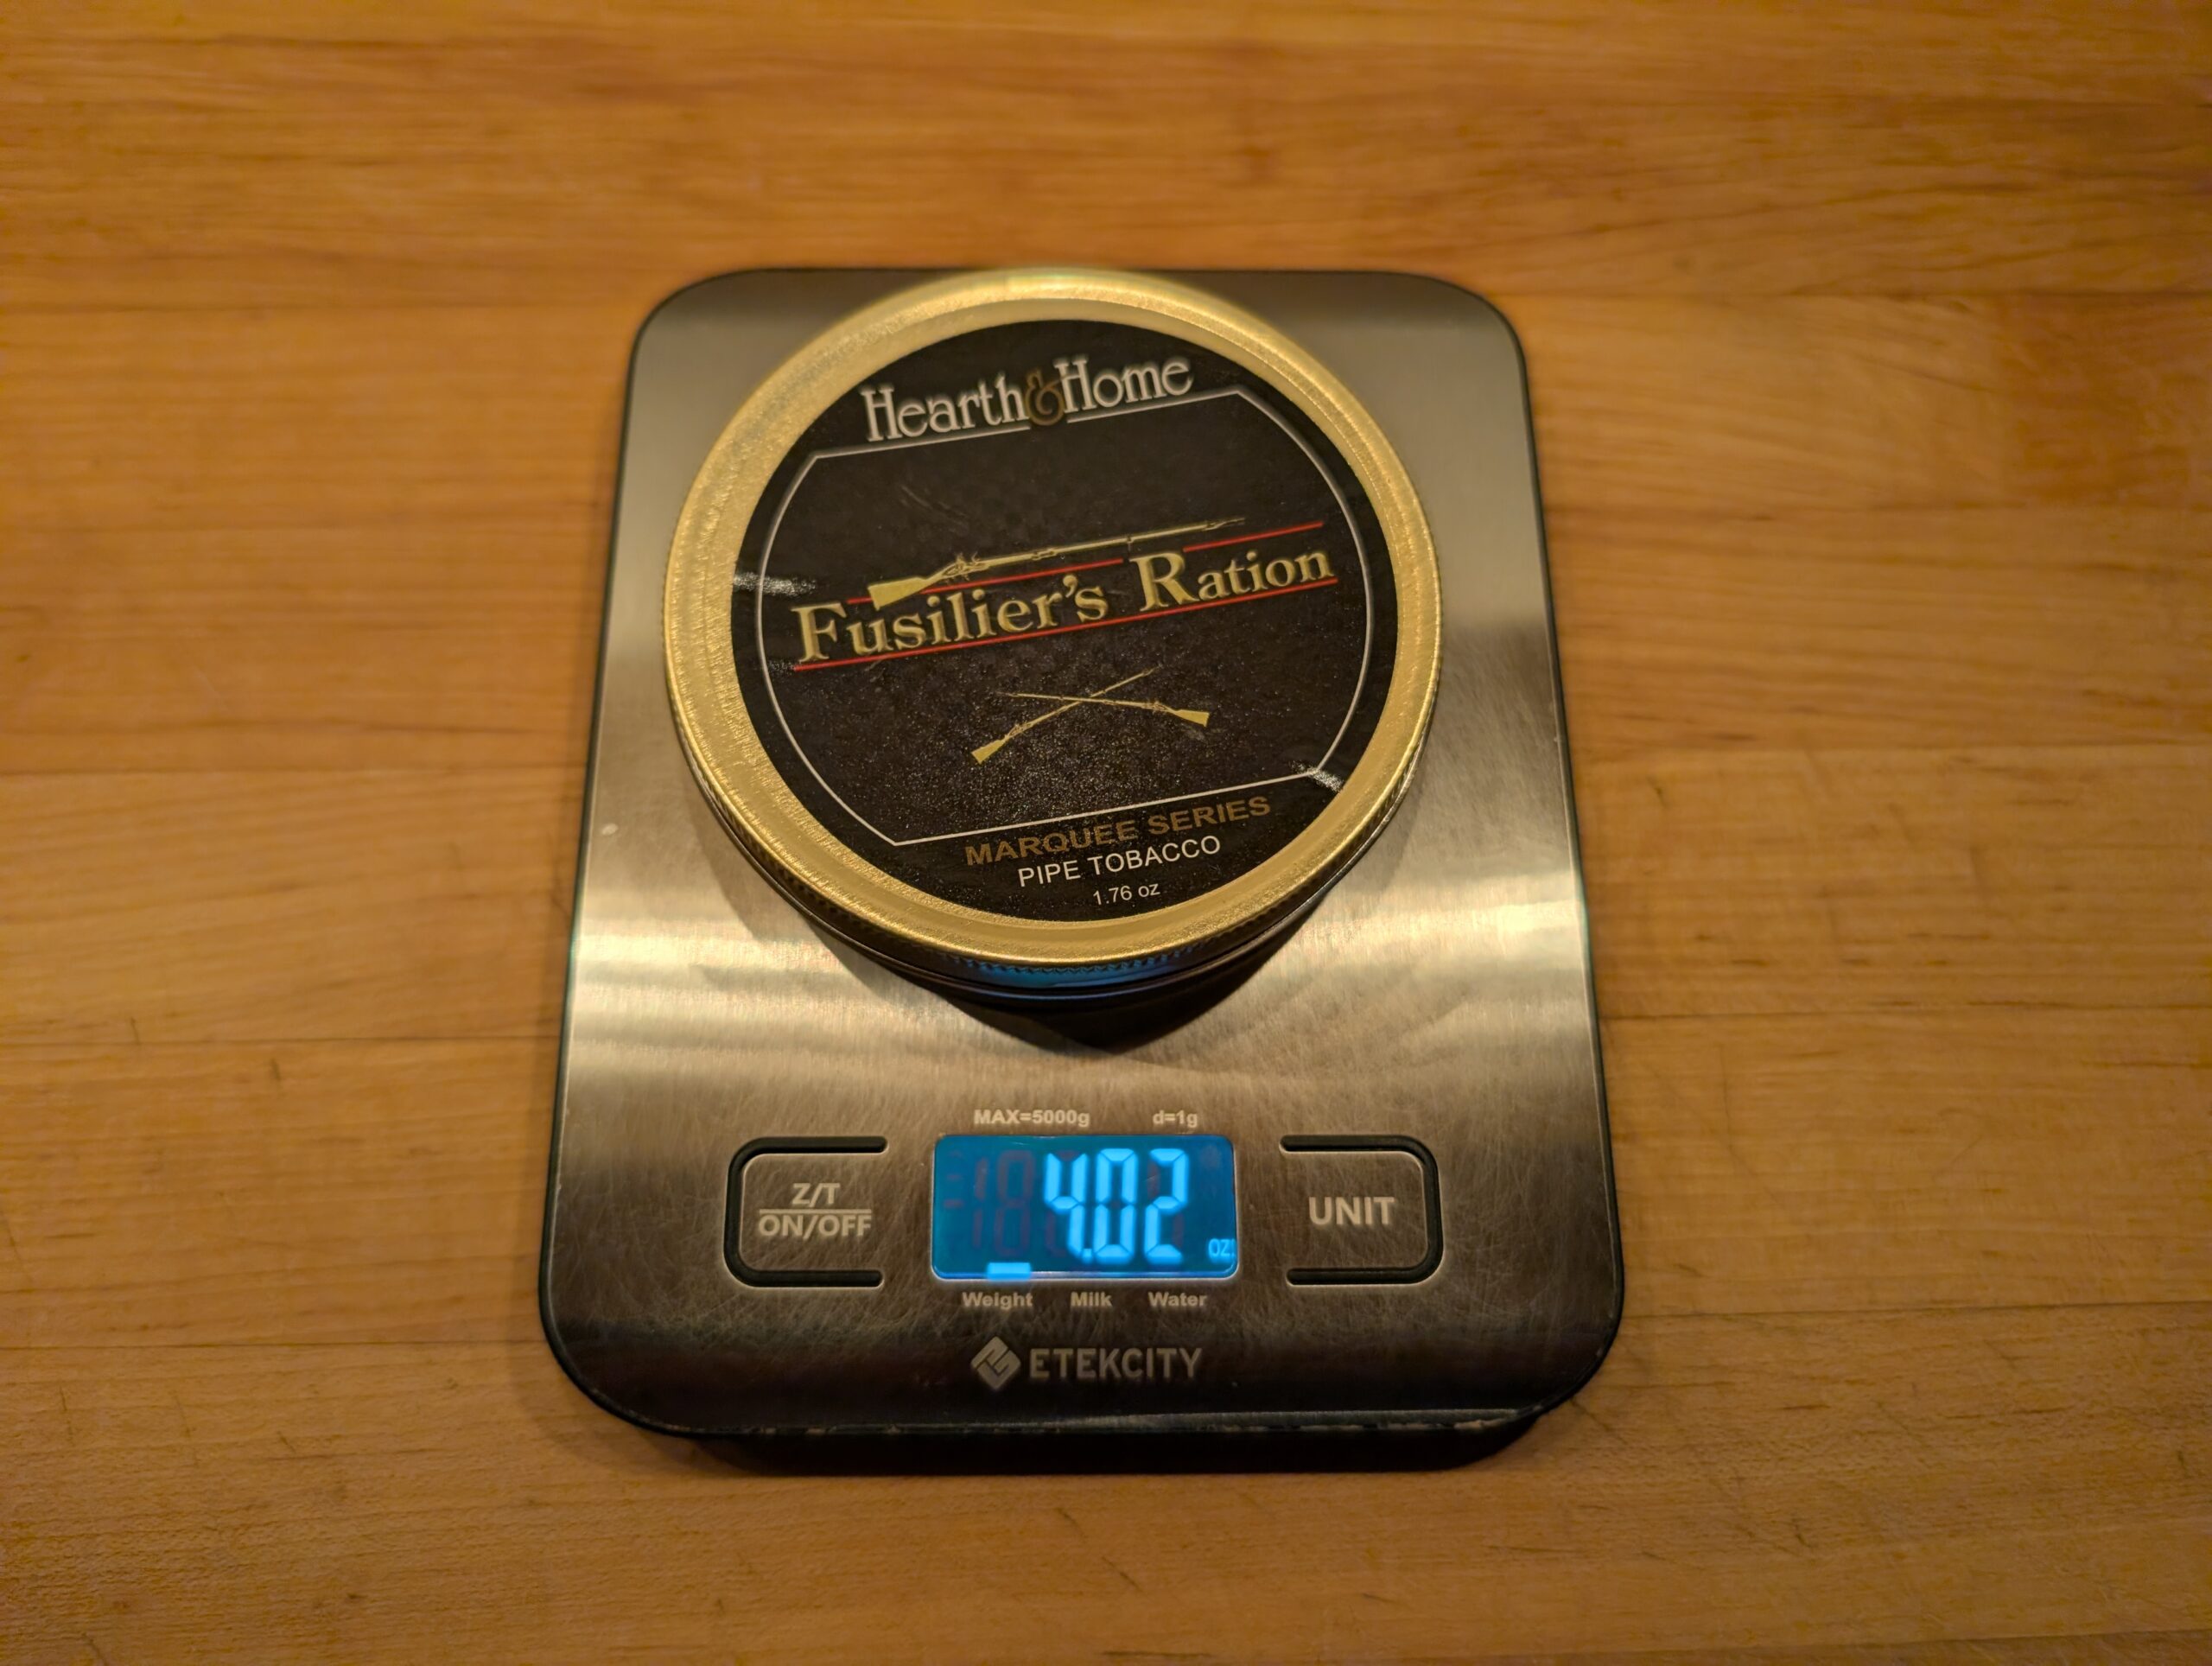 Hearth & Home
Fusilier's Ration
MARQUEE SERIES
PIPE TOBACCO
1.76 oz
MAX=5000g d=1g
Z/T
ON/OFF
4.02 oz
UNIT
Weight Milk Water
ETEKCITY